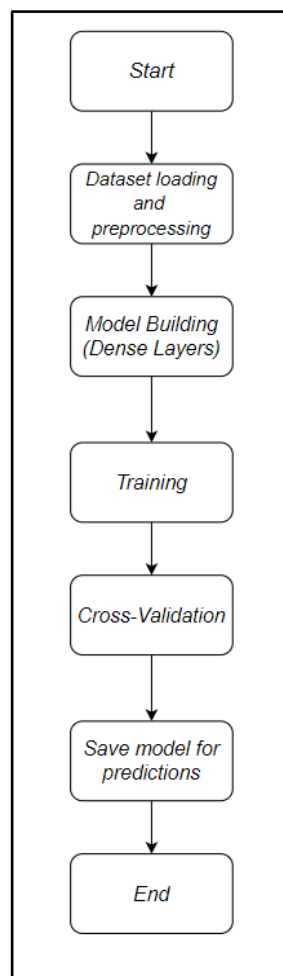 Start
Dataset loading
and
preprocessing
Model Building
(Dense Layers)
Training
Cross-Validation
Save model for
predictions
End